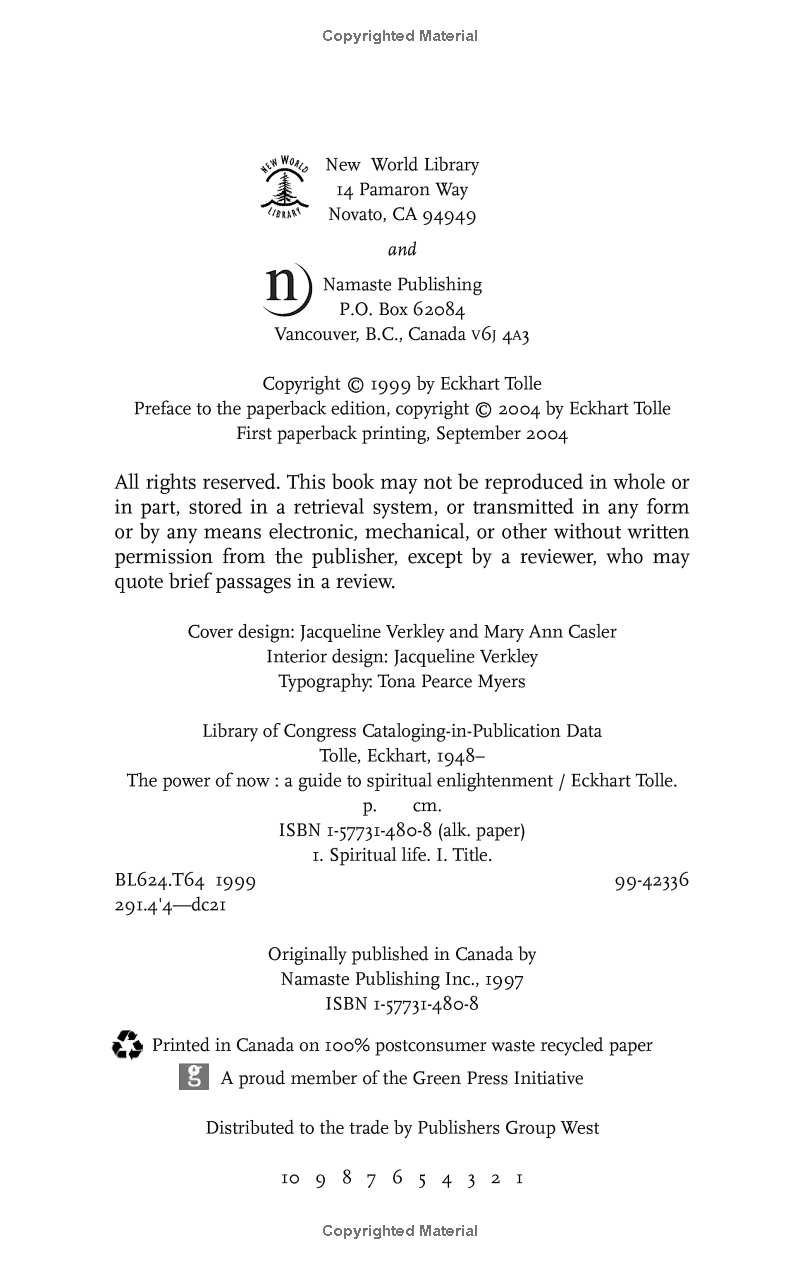 Copyrighted Material
NEW WORLD
LIBRARY
New World Library
14 Pamaron Way
Novato, CA 94949
and
n
Namaste Publishing
P.O. Box 62084
Vancouver, B.C., Canada V6J 4A3
Copyright © 1999 by Eckhart Tolle
Preface to the paperback edition, copyright © 2004 by Eckhart Tolle
First paperback printing, September 2004
All rights reserved. This book may not be reproduced in whole or
in part, stored in a retrieval system, or transmitted in any form
or by any means electronic, mechanical, or other without written
permission from the publisher, except by a reviewer, who may
quote brief passages in a review.
Cover design: Jacqueline Verkley and Mary Ann Casler
Interior design: Jacqueline Verkley
Typography: Tona Pearce Myers
Library of Congress Cataloging-in-Publication Data
Tolle, Eckhart, 1948–
The power of now : a guide to spiritual enlightenment / Eckhart Tolle.
p. cm.
ISBN 1-57731-480-8 (alk. paper)
1. Spiritual life. I. Title.
BL624.T64 1999 99-42336
291.4'4—dc21
Originally published in Canada by
Namaste Publishing Inc., 1997
ISBN 1-57731-480-8
Printed in Canada on 100% postconsumer waste recycled paper
g A proud member of the Green Press Initiative
Distributed to the trade by Publishers Group West
10 9 8 7 6 5 4 3 2 1
Copyrighted Material